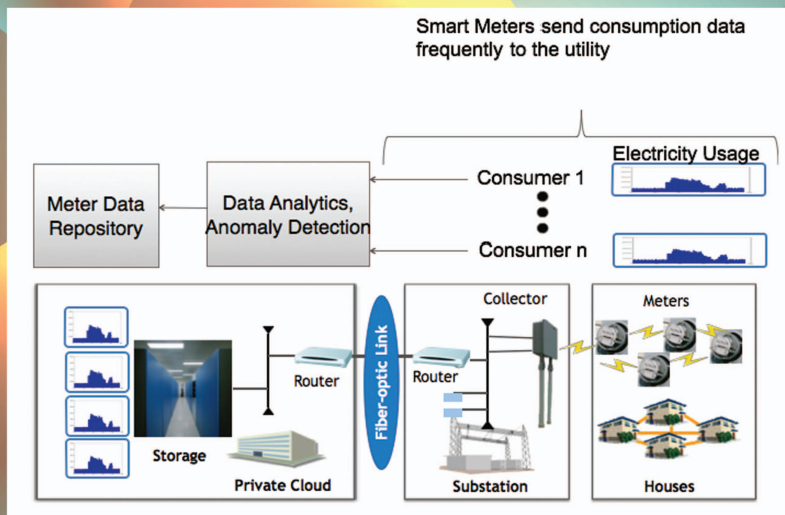 Smart Meters send consumption data
frequently to the utility
Electricity Usage
Meter Data
Repository
Data Analytics,
Anomaly Detection
Consumer 1
Consumer n
Collector
Meters
Router
Fiber-optic Link
Router
Storage
Private Cloud
Substation
Houses